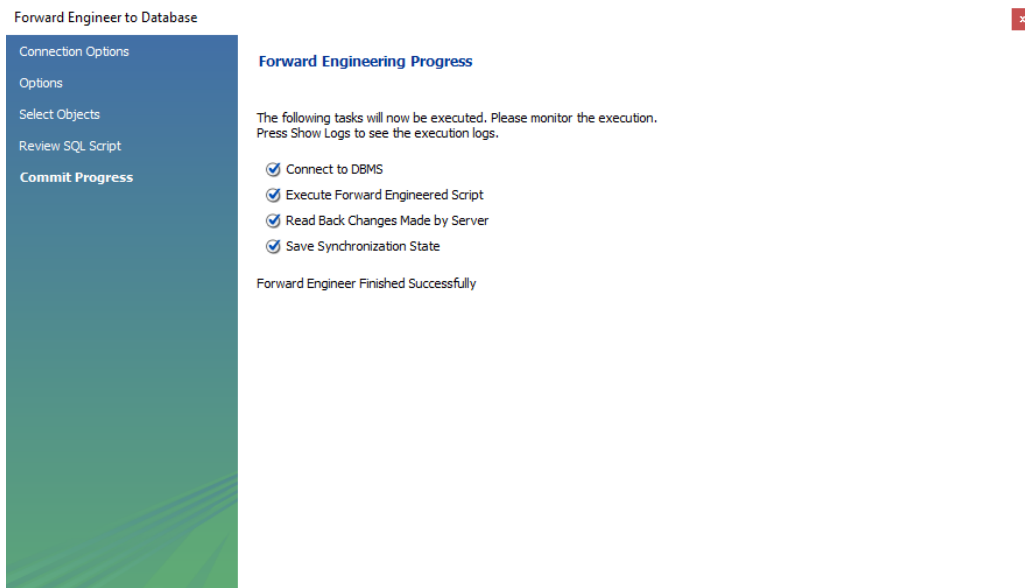 Forward Engineer to Database
x
Connection Options
Options
Select Objects
Review SQL Script
Commit Progress
Forward Engineering Progress
The following tasks will now be executed. Please monitor the execution.
Press Show Logs to see the execution logs.
Connect to DBMS
Execute Forward Engineered Script
Read Back Changes Made by Server
Save Synchronization State
Forward Engineer Finished Successfully